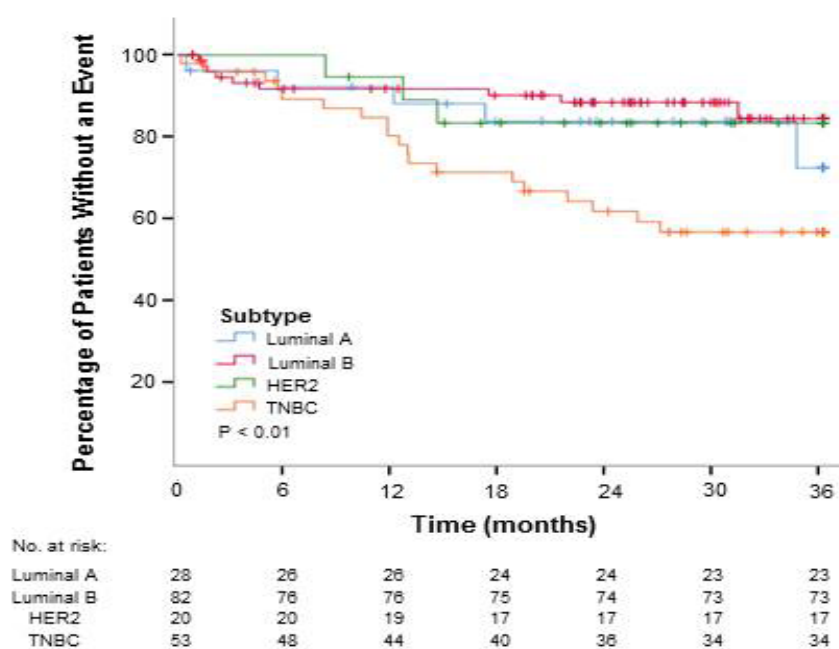 Percentage of Patients Without an Event
100
80
60
40
20
Subtype
Luminal A
Luminal B
HER2
TNBC
P < 0.01
0 6 12 18 24 30 36
Time (months)
No. at risk:
Luminal A 28 26 26 24 24 23 23
Luminal B 82 76 76 75 74 73 73
HER2 20 20 19 17 17 17 17
TNBC 53 48 44 40 36 34 34